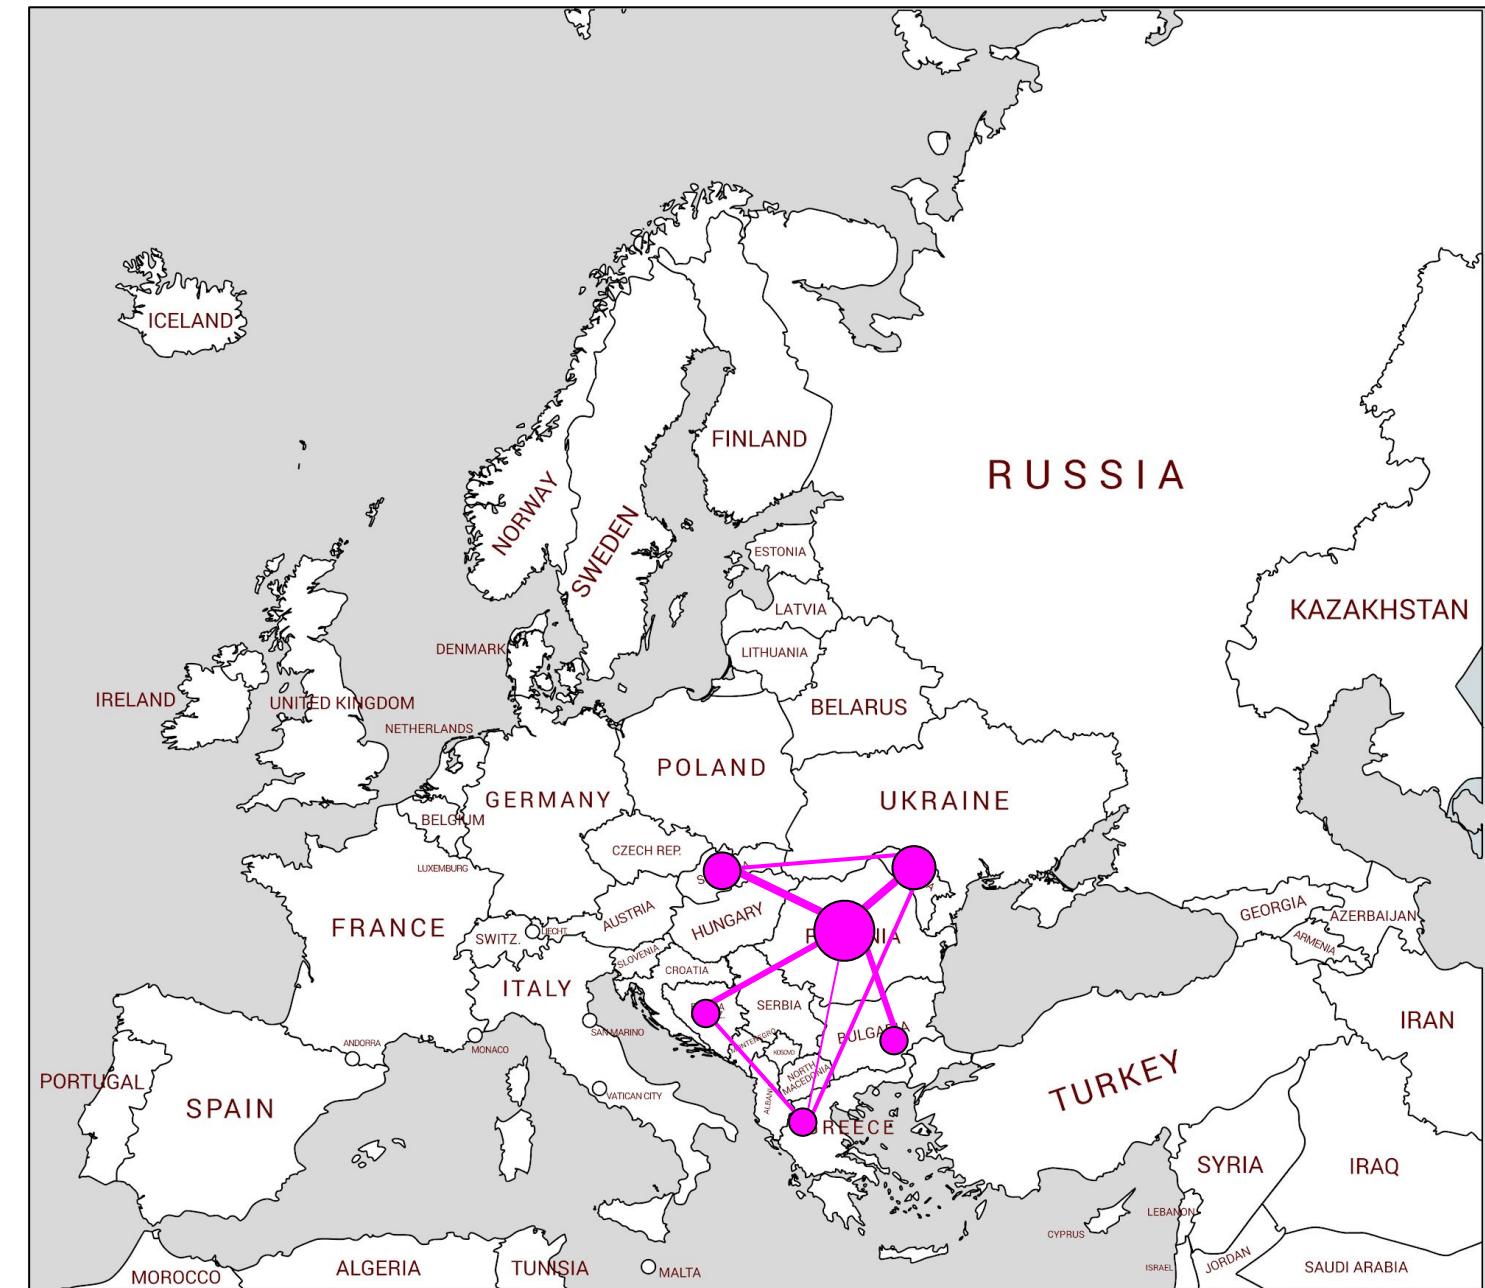 ICELAND
FINLAND
RUSSIA
NORWAY
SWEDEN
ESTONIA
LATVIA
KAZAKHSTAN
DENMARK
LITHUANIA
IRELAND
UNITED KINGDOM
BELARUS
NETHERLANDS
POLAND
GERMANY
UKRAINE
BELGIUM
CZECH REP.
LUXEMBURG
FRANCE
AUSTRIA
HUNGARY
GEORGIA
AZERBAIJAN
SWITZ.
LIECHT.
ARMENIA
SLOVENIA
CROATIA
ITALY
SERBIA
IRAN
SAN MARINO
BULGARIA
MONTENEGRO
ANDORRA
MONACO
KOSOVO
NORTH
MACEDONIA
PORTUGAL
TURKEY
SPAIN
VATICAN CITY
SYRIA
IRAQ
LEBANON
CYPRUS
MOROCCO
ALGERIA
TUNISIA
MALTA
ISRAEL
JORDAN
SAUDI ARABIA